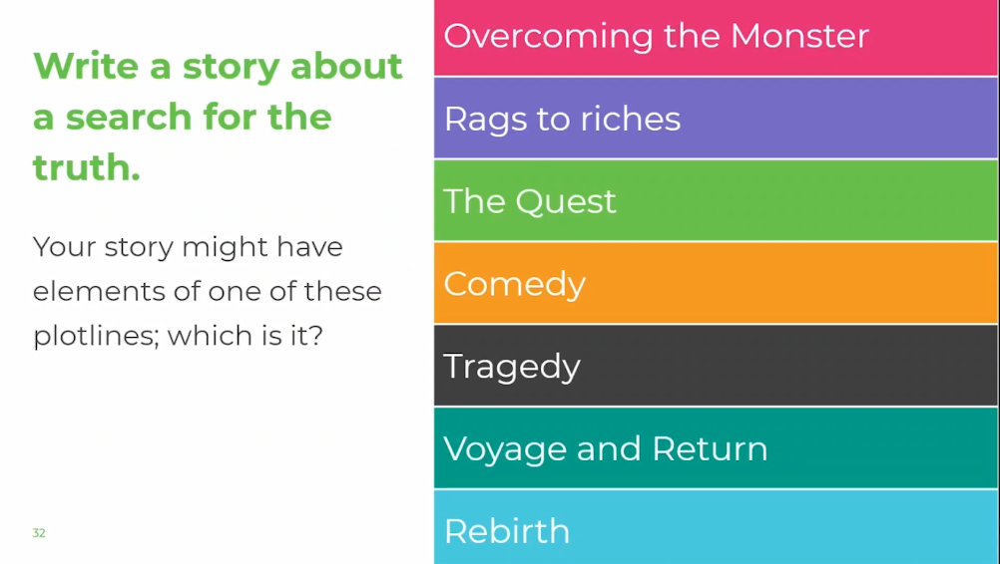 Write a story about
a search for the
truth.
Your story might have
elements of one of these
plotlines; which is it?
32
Overcoming the Monster
Rags to riches
The Quest
Comedy
Tragedy
Voyage and Return
Rebirth